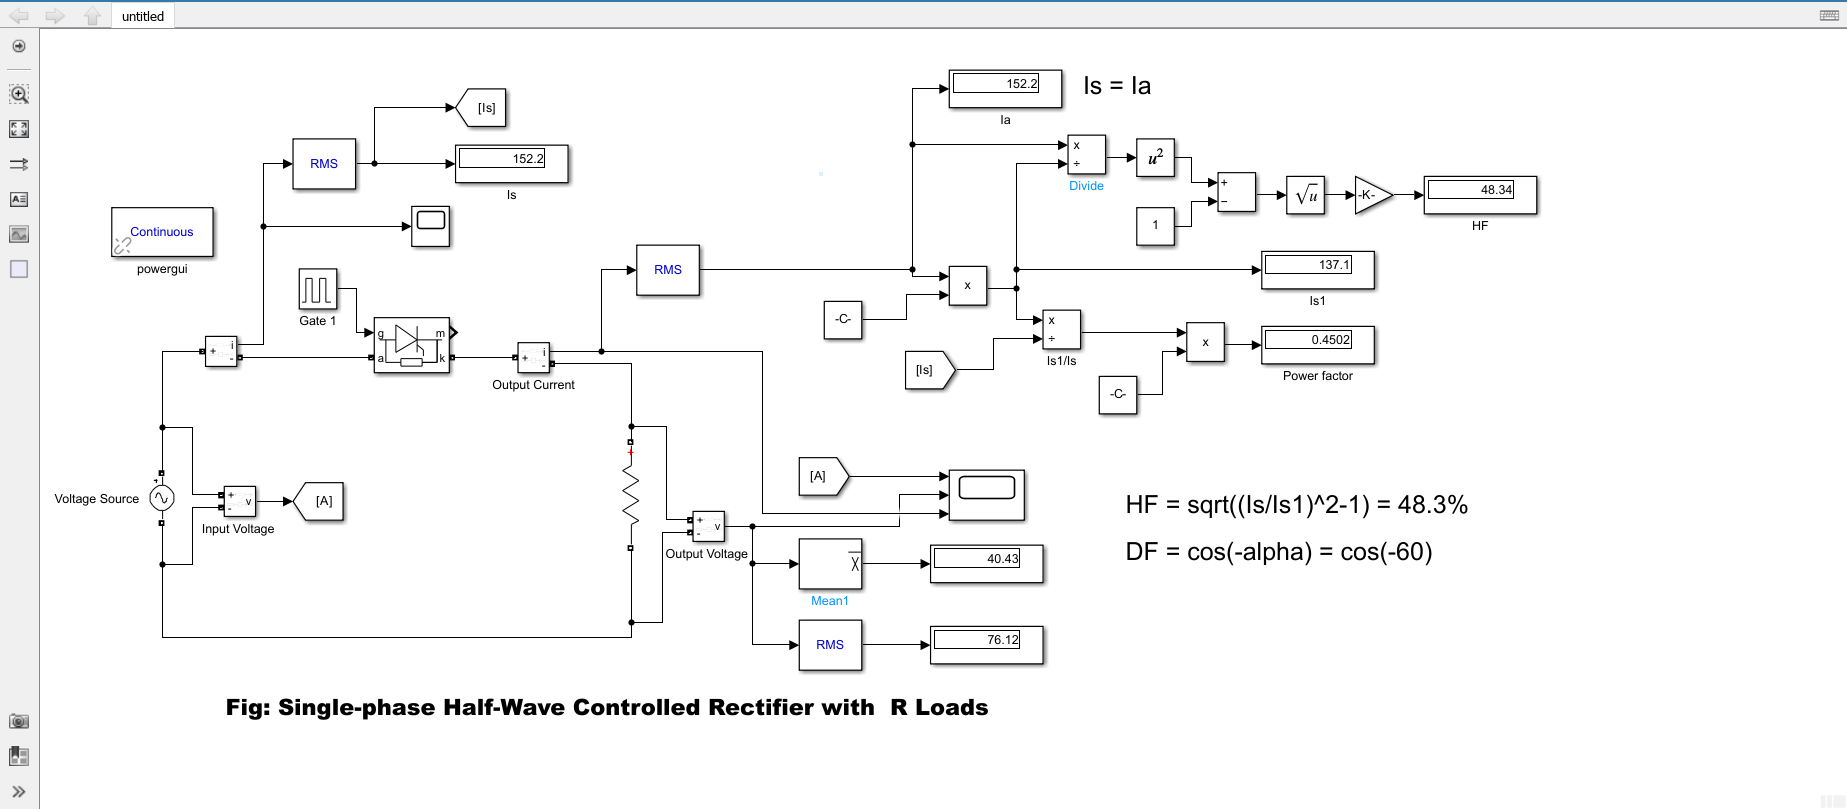 untitled
[Is]
152.2
Ia
Is = Ia
RMS
152.2
Is
x
÷
Divide
u²
+
−
√u
-K-
48.34
HF
1
Continuous
powergui
RMS
137.1
Is1
x
-C-
Gate 1
g
m
a
k
+
i
-
+
i
-
Output Current
x
÷
Is1/Is
x
0.4502
Power factor
[Is]
-C-
+
Voltage Source
+
-
v
Input Voltage
[A]
+
[A]
+
-
v
Output Voltage
HF = sqrt((Is/Is1)^2-1) = 48.3%
DF = cos(-alpha) = cos(-60)
x̅
40.43
Mean1
RMS
76.12
Fig: Single-phase Half-Wave Controlled Rectifier with  R Loads